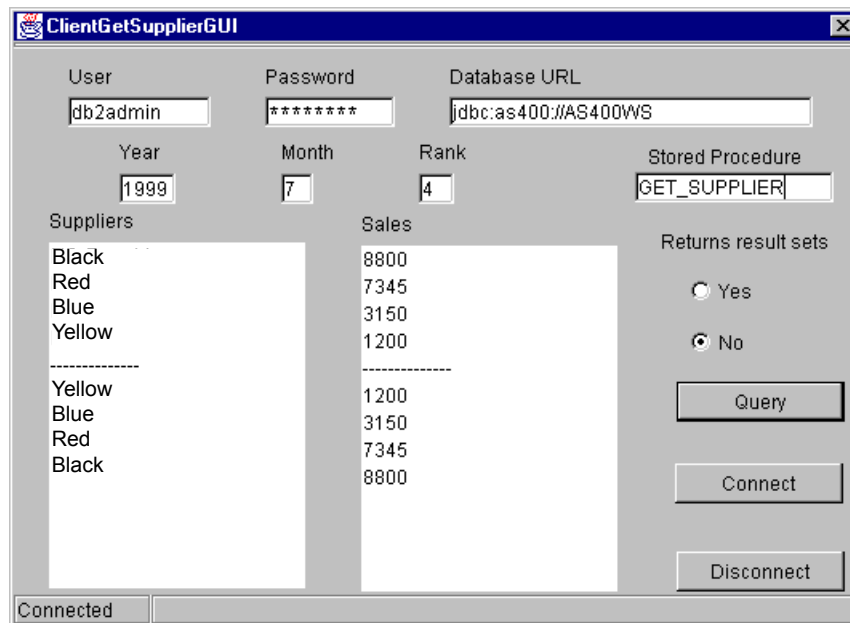 ClientGetSupplierGUI
User Password Database URL
db2admin ******** jdbc:as400://AS400WS
Year Month Rank Stored Procedure
1999 7 4 GET_SUPPLIER
Suppliers Sales Returns result sets
Black 8800
Red 7345 Yes
Blue 3150
Yellow 1200 No
-------------- --------------
Yellow 1200 Query
Blue 3150
Red 7345
Black 8800 Connect
Disconnect
Connected